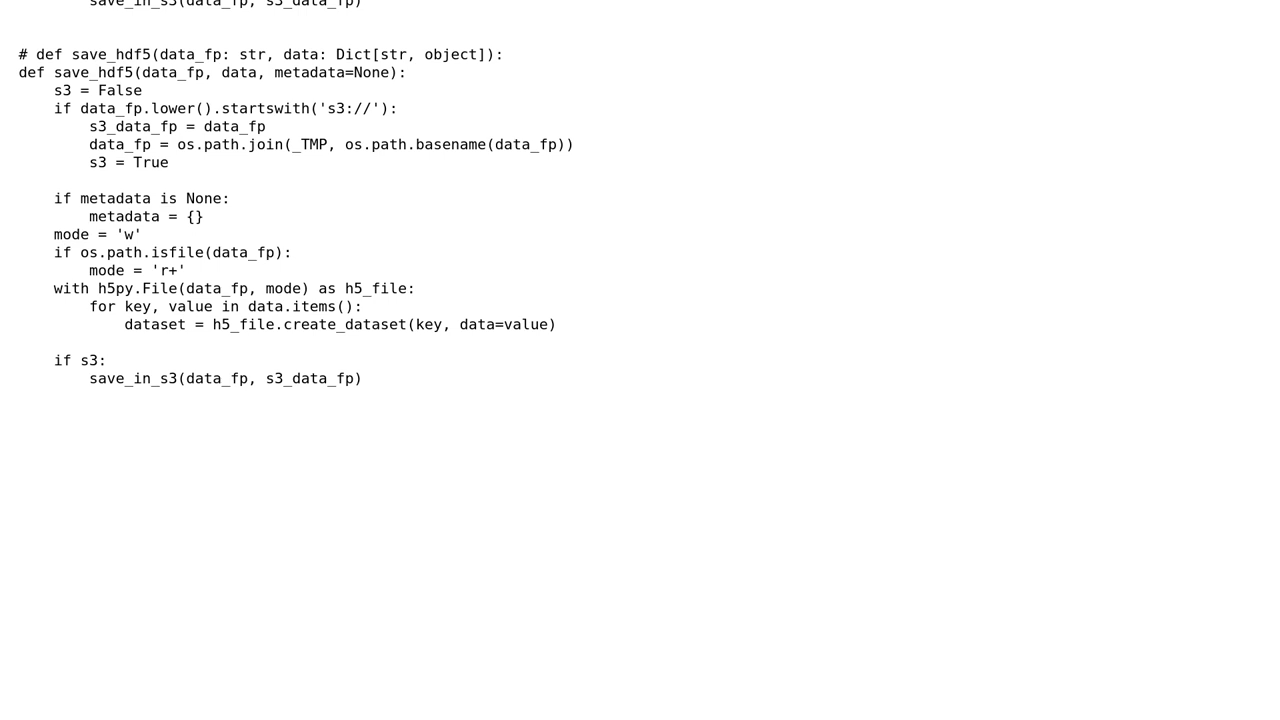 save_in_s3(data_fp, s3_data_fp)


# def save_hdf5(data_fp: str, data: Dict[str, object]):
def save_hdf5(data_fp, data, metadata=None):
    s3 = False
    if data_fp.lower().startswith('s3://'):
        s3_data_fp = data_fp
        data_fp = os.path.join(_TMP, os.path.basename(data_fp))
        s3 = True

    if metadata is None:
        metadata = {}
    mode = 'w'
    if os.path.isfile(data_fp):
        mode = 'r+'
    with h5py.File(data_fp, mode) as h5_file:
        for key, value in data.items():
            dataset = h5_file.create_dataset(key, data=value)

    if s3:
        save_in_s3(data_fp, s3_data_fp)